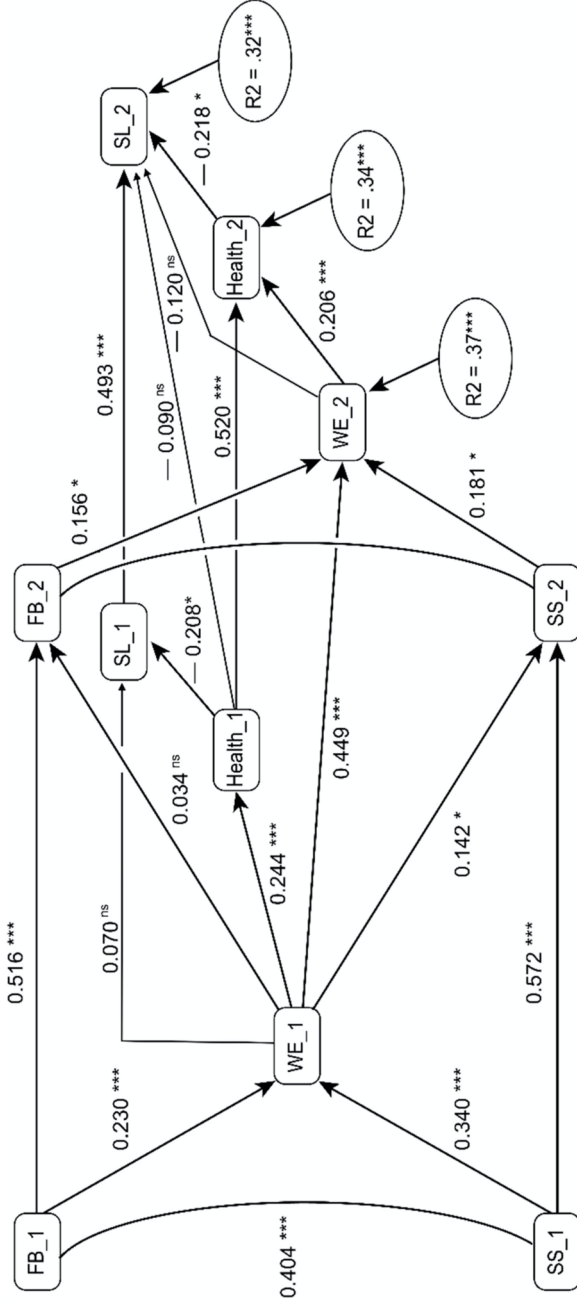 FB_1
0.516 ***
FB_2
0.156 *
0.493 ***
SL_2
R2 = .32***
0.404 ***
0.230 ***
0.070 ns
SL_1
— 0.090 ns
— 0.120 ns
— 0.218 *
0.034 ns
— 0.208*
Health_1
0.520 ***
Health_2
R2 = .34***
WE_1
0.244 ***
0.449 ***
WE_2
0.206 ***
R2 = .37***
0.340 ***
0.142 *
0.181 *
SS_1
0.572 ***
SS_2